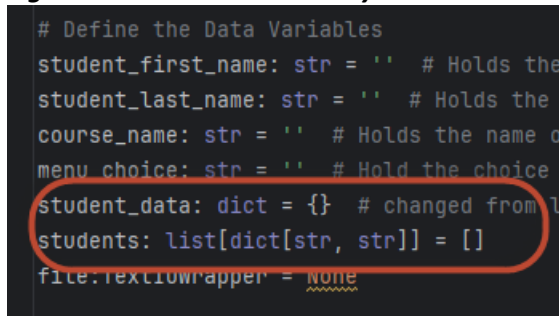 # Define the Data Variables
student_first_name: str = '' # Holds the
student_last_name: str = '' # Holds the
course_name: str = '' # Holds the name
menu_choice: str = '' # Hold the choice
student_data: dict = {} # changed from
students: list[dict[str, str]] = []
file:TextIOWrapper = None